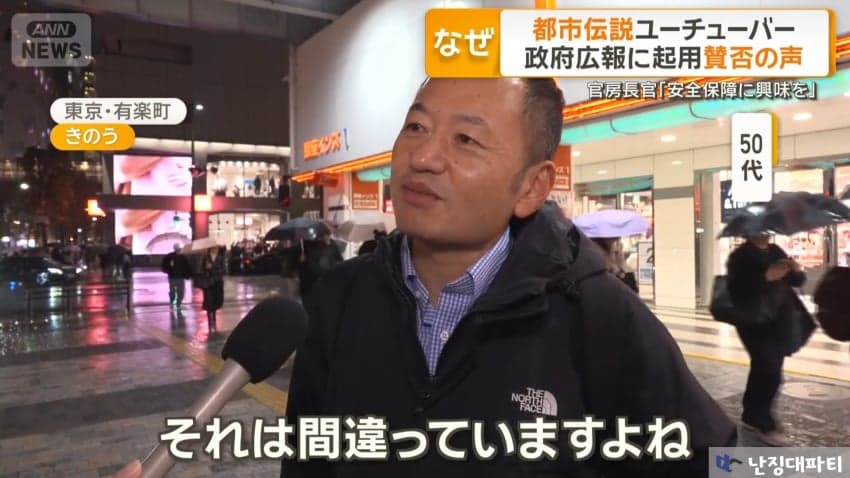 ANN
NEWS
なぜ
都市伝説ユーチューバー
政府広報に起用賛否の声
官房長官「安全保障に興味を」
東京・有楽町
きのう
50代
THE
NORTH
FACE
それは間違っていますよね
난징대파티